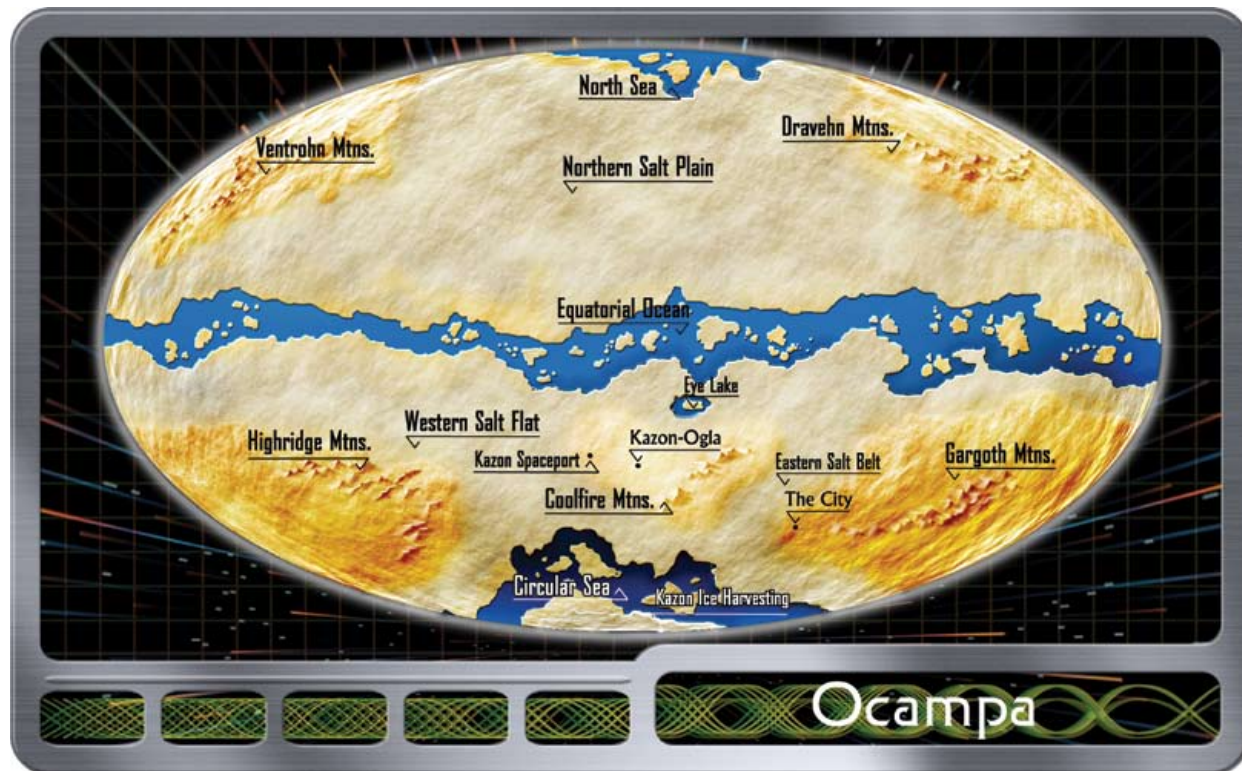 North Sea
Dravehn Mtns.
Ventrohn Mtns.
Northern Salt Plain
Equatorial Ocean
Eye Lake
Western Salt Flat
Highridge Mtns.
Kazon-Ogla
Kazon Spaceport
Eastern Salt Belt
Gargoth Mtns.
Coolfire Mtns.
The City
Circular Sea
Kazon Ice Harvesting
Ocampa